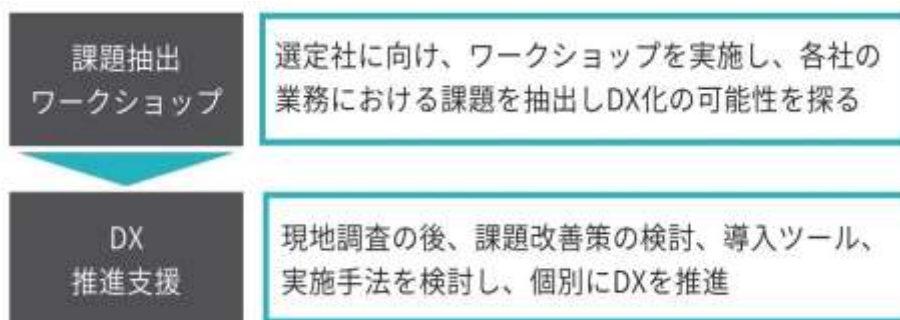 課題抽出
ワークショップ
選定社に向け、ワークショップを実施し、各社の
業務における課題を抽出しDX化の可能性を探る
DX
推進支援
現地調査の後、課題改善策の検討、導入ツール、
実施手法を検討し、個別にDXを推進